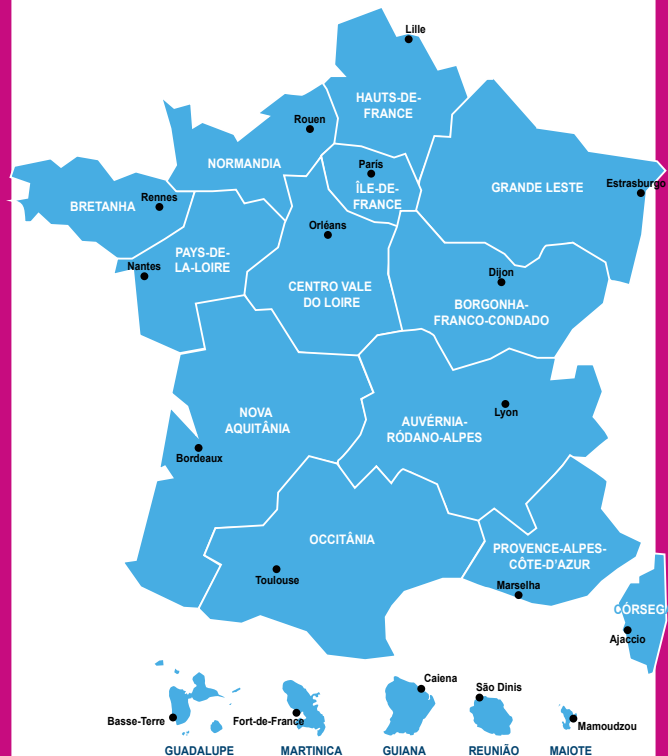 Lille
HAUTS-DE-
FRANCE
Rouen
NORMANDIA
París
ÎLE-DE-
FRANCE
GRANDE LESTE
Estrasburgo
BRETANHA
Rennes
Orléans
PAYS-DE-
LA-LOIRE
Nantes
CENTRO VALE
DO LOIRE
Dijon
BORGONHA-
FRANCO-CONDADO
NOVA
AQUITÂNIA
Bordeaux
Lyon
AUVÉRNIA-
RÓDANO-ALPES
OCCITÂNIA
Toulouse
PROVENCE-ALPES-
CÔTE-D'AZUR
Marselha
CÓRSEG
Ajaccio
Basse-Terre
GUADALUPE
Fort-de-France
MARTINICA
Caiena
GUIANA
São Dinis
REUNIÃO
Mamoudzou
MAIOTE